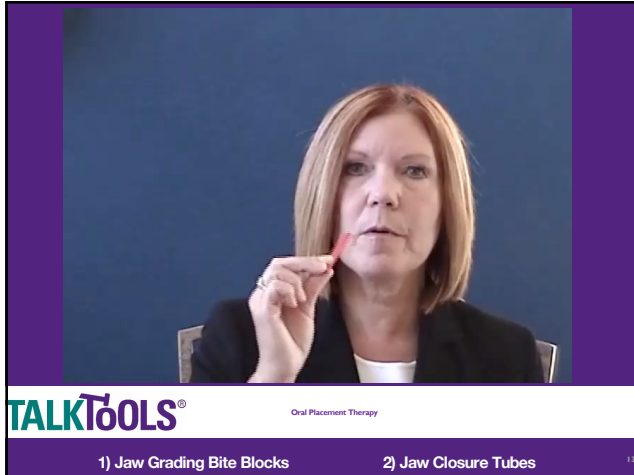 TALKTOOLS®
Oral Placement Therapy
1) Jaw Grading Bite Blocks
2) Jaw Closure Tubes